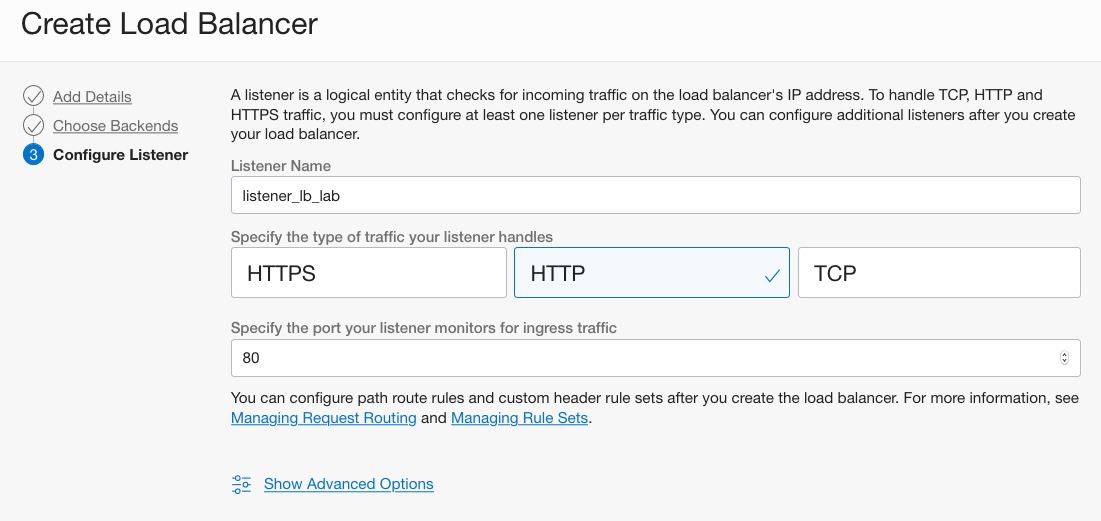 Create Load Balancer
Add Details
Choose Backends
3 Configure Listener
A listener is a logical entity that checks for incoming traffic on the load balancer's IP address. To handle TCP, HTTP and
HTTPS traffic, you must configure at least one listener per traffic type. You can configure additional listeners after you create
your load balancer.
Listener Name
listener_lb_lab
Specify the type of traffic your listener handles
HTTPS
HTTP
TCP
Specify the port your listener monitors for ingress traffic
80
You can configure path route rules and custom header rule sets after you create the load balancer. For more information, see
Managing Request Routing and Managing Rule Sets.
Show Advanced Options